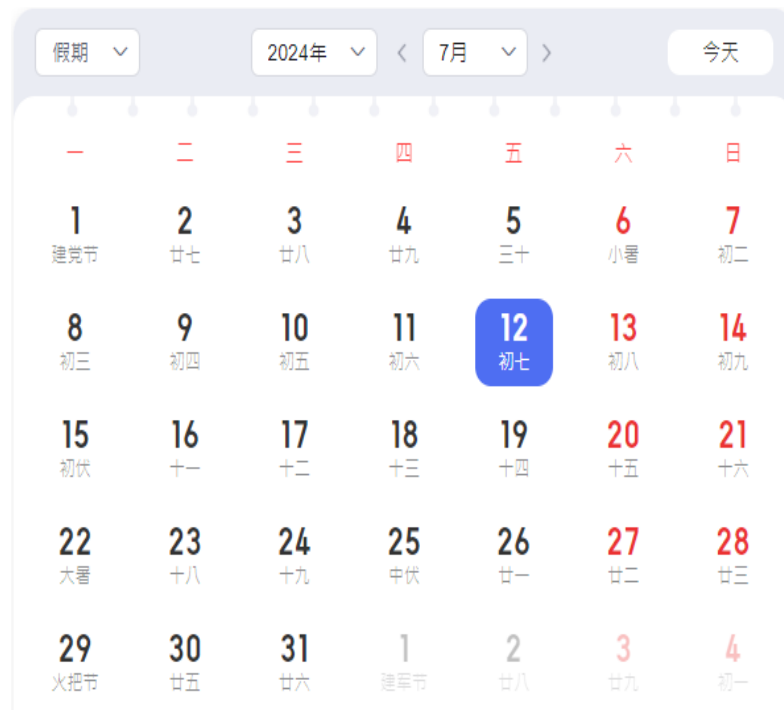 假期 2024年 7月 今天
一 二 三 四 五 六 日
1 2 3 4 5 6 7
建党节 廿七 廿八 廿九 三十 小暑 初二
8 9 10 11 12 13 14
初三 初四 初五 初六 初七 初八 初九
15 16 17 18 19 20 21
初伏 十一 十二 十三 十四 十五 十六
22 23 24 25 26 27 28
大暑 十八 十九 中伏 廿一 廿二 廿三
29 30 31 1 2 3 4
火把节 廿五 廿六 建军节 廿八 廿九 初一